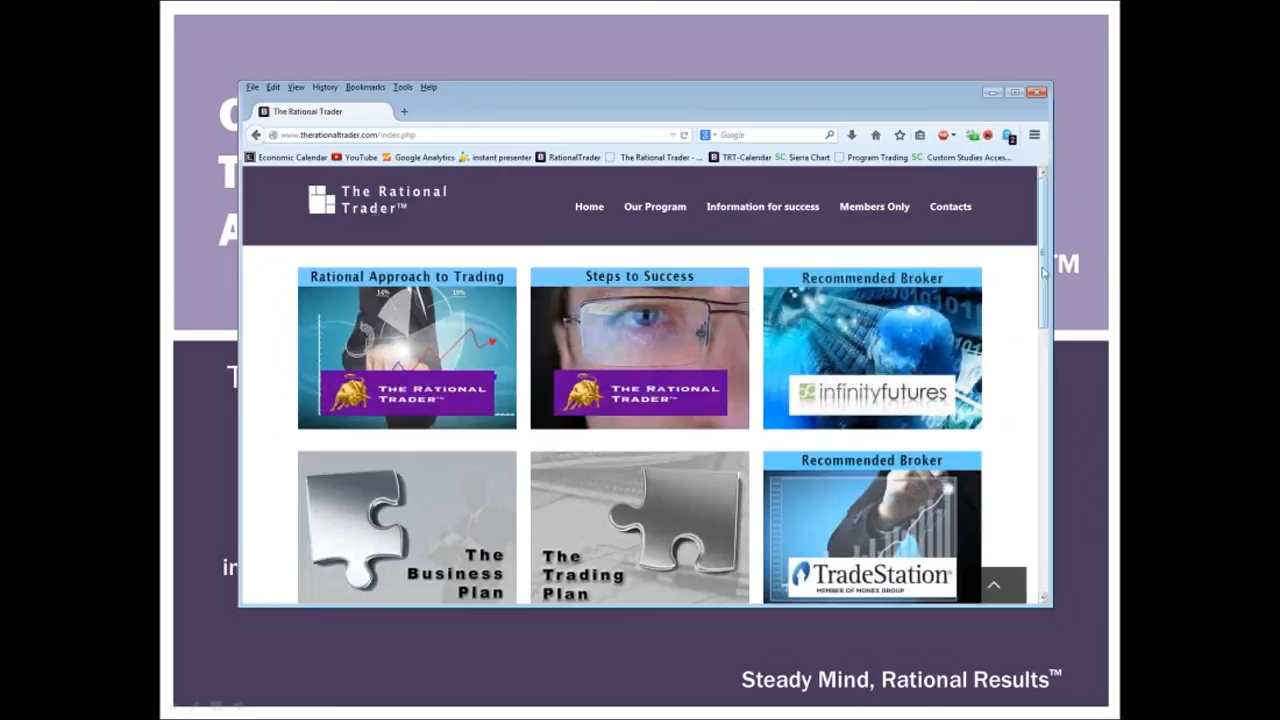 File Edit View History Bookmarks Tools Help
The Rational Trader
www.therationaltrader.com/index.php
Google
2
Economic Calendar YouTube Google Analytics instant presenter RationalTrader The Rational Trader - ... TRT-Calendar Sierra Chart Program Trading Custom Studies Acces...
The Rational
Trader™
Home Our Program Information for success Members Only Contacts
™
Rational Approach to Trading
14%
THE RATIONAL
TRADER™
Steps to Success
THE RATIONAL
TRADER™
Recommended Broker
infinityfutures
The
Business
Plan
The
Trading
Plan
Recommended Broker
TradeStation®
MEMBER OF MONEX GROUP
Steady Mind, Rational Results™